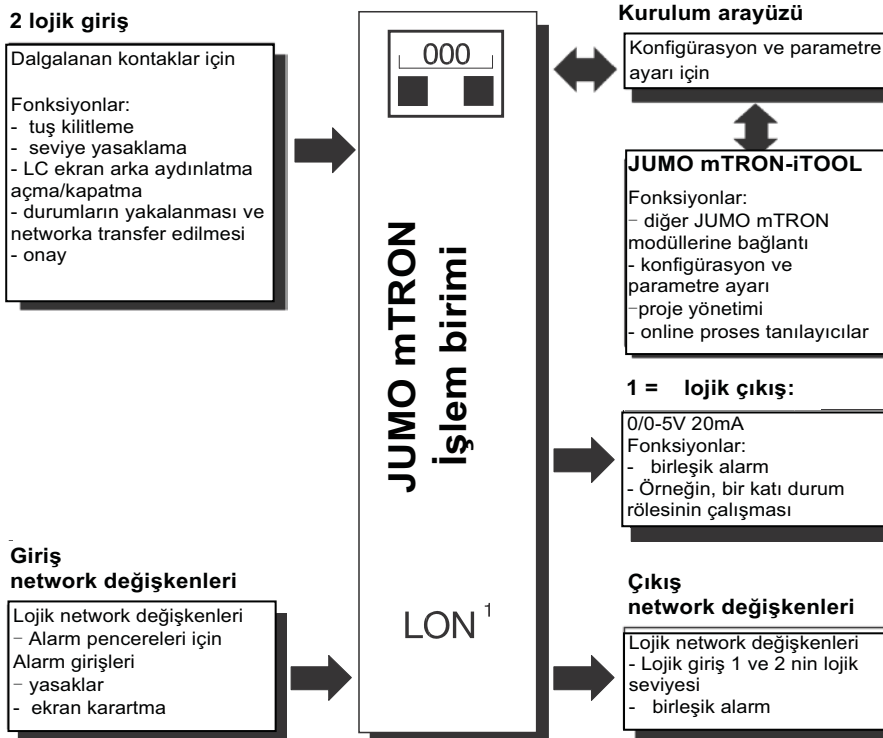 2 lojik giriş
Dalgalanan kontaklar için
Fonksiyonlar:
- tuş kilitleme
- seviye yasaklama
- LC ekran arka aydınlatma
açma/kapatma
- durumların yakalanması ve
networka transfer edilmesi
- onay
Giriş
network değişkenleri
Lojik network değişkenleri
- Alarm pencereleri için
Alarm girişleri
- yasaklar
- ekran karartma
000
JUMO mTRON
İşlem birimi
LON 1
Kurulum arayüzü
Konfigürasyon ve parametre
ayarı için
JUMO mTRON-iTOOL
Fonksiyonlar:
- diğer JUMO mTRON
modüllerine bağlantı
- konfigürasyon ve
parametre ayarı
-proje yönetimi
- online proses tanılayıcılar
1 = lojik çıkış:
0/0-5V 20mA
Fonksiyonlar:
- birleşik alarm
- Örneğin, bir katı durum
rölesinin çalışması
Çıkış
network değişkenleri
Lojik network değişkenleri
- Lojik giriş 1 ve 2 nin lojik
seviyesi
- birleşik alarm